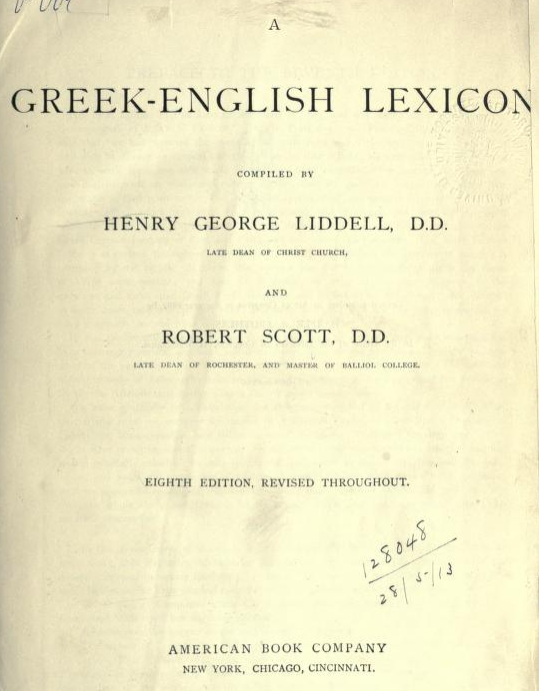 A
GREEK-ENGLISH LEXICON
COMPILED BY
HENRY GEORGE LIDDELL, D.D.
LATE DEAN OF CHRIST CHURCH,
AND
ROBERT SCOTT, D.D.
LATE DEAN OF ROCHESTER, AND MASTER OF BALLIOL COLLEGE.
EIGHTH EDITION, REVISED THROUGHOUT.
128048
28/5/13
AMERICAN BOOK COMPANY
NEW YORK, CHICAGO, CINCINNATI.